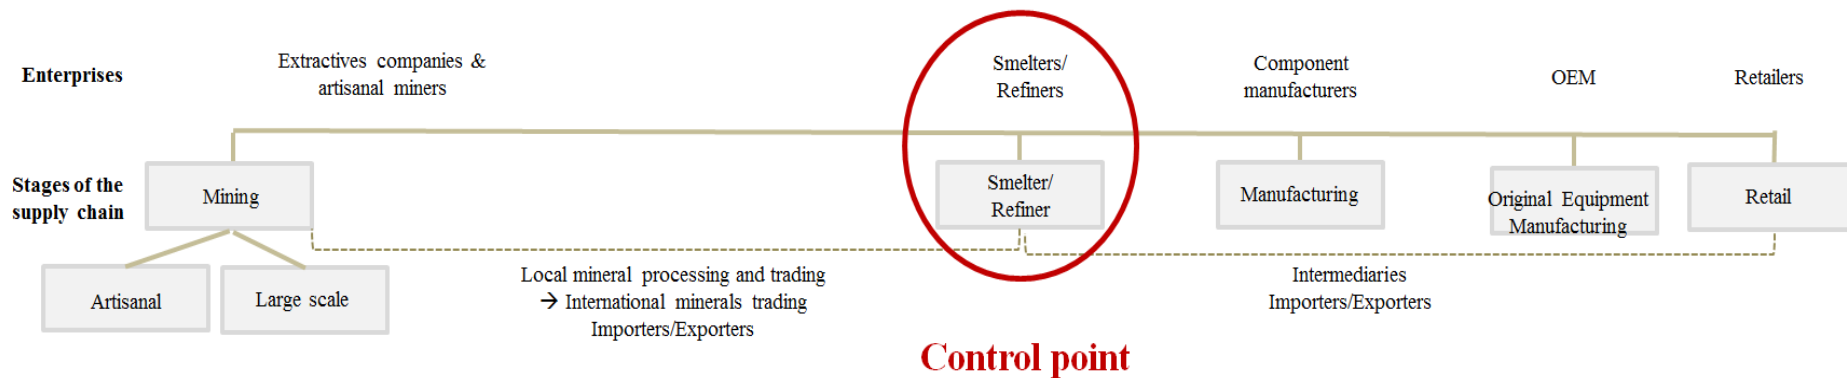 Enterprises
Extractives companies &
artisanal miners
Smelters/
Refiners
Component
manufacturers
OEM
Retailers
Stages of the
supply chain
Mining
Smelter/
Refiner
Manufacturing
Original Equipment
Manufacturing
Retail
Artisanal
Large scale
Local mineral processing and trading
→ International minerals trading
Importers/Exporters
Intermediaries
Importers/Exporters
Control point